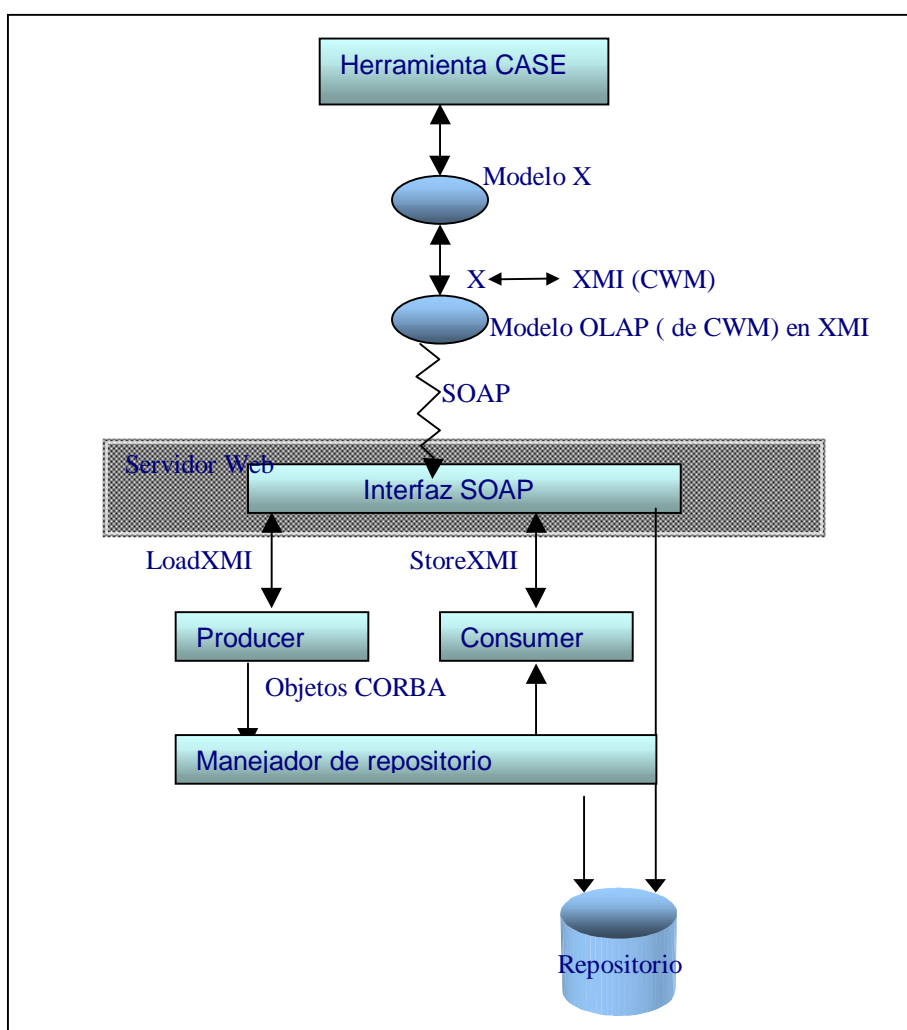 Herramienta CASE
Modelo X
X XMI (CWM)
Modelo OLAP ( de CWM) en XMI
SOAP
Servidor Web
Interfaz SOAP
LoadXMI StoreXMI
Producer Consumer
Objetos CORBA
Manejador de repositorio
Repositorio